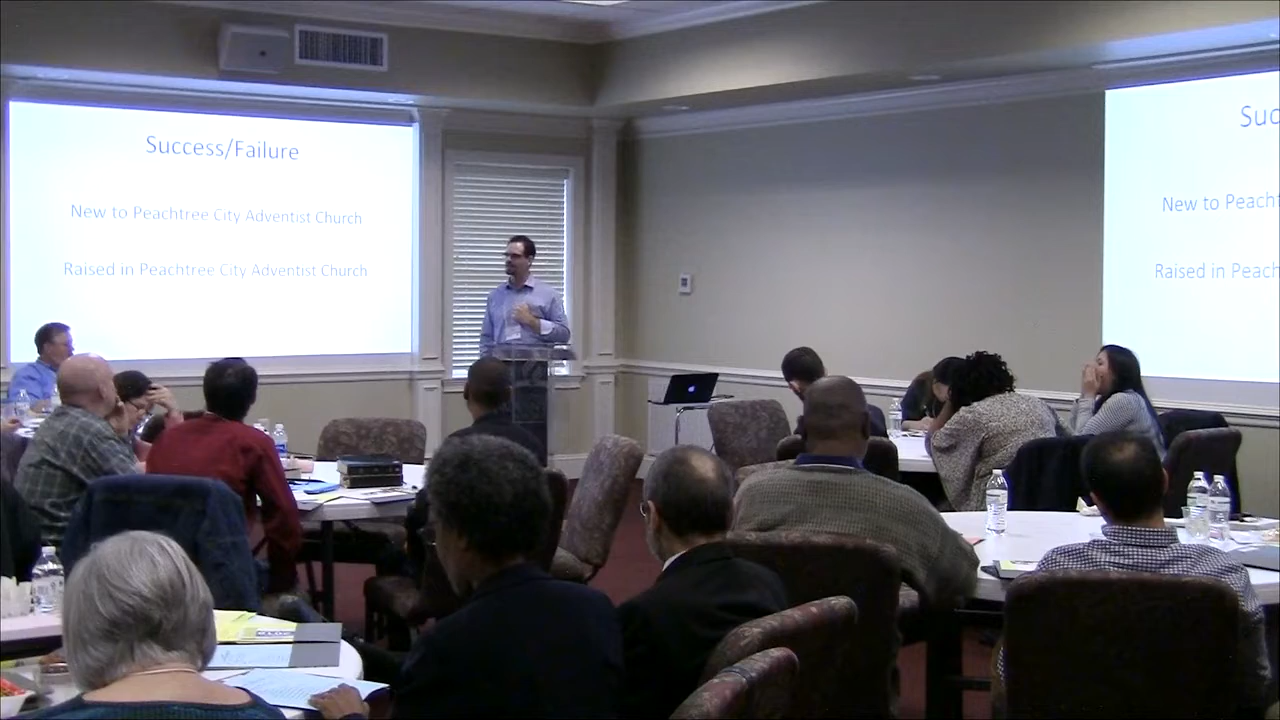 Success/Failure
New to Peachtree City Adventist Church
Raised in Peachtree City Adventist Church
Suc
New to Peacht
Raised in Peach